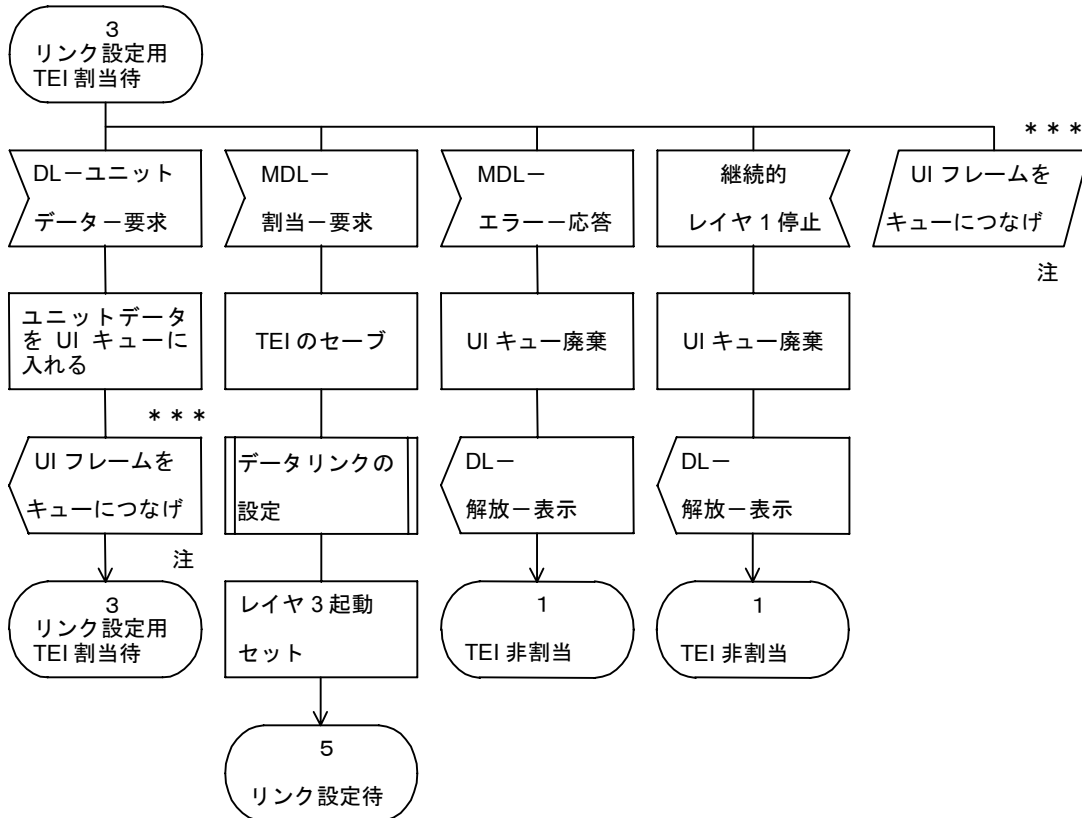 3
リンク設定用
TEI 割当待
＊＊＊
DL－ユニット
データ－要求
MDL－
割当－要求
MDL－
エラー－応答
継続的
レイヤ 1 停止
UI フレームを
キューにつなげ
注
ユニットデータ
を UI キューに
入れる
TEI のセーブ
UI キュー廃棄
UI キュー廃棄
＊＊＊
UI フレームを
キューにつなげ
注
データリンクの
設定
DL－
解放－表示
DL－
解放－表示
3
リンク設定用
TEI 割当待
レイヤ 3 起動
セット
1
TEI 非割当
1
TEI 非割当
5
リンク設定待